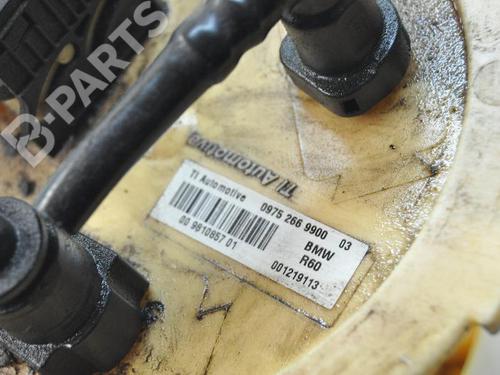 B-PARTS
TI Automotive
TI Automotive 0975 266 9900 03
BMW
R60
00 9810857 01
001219113